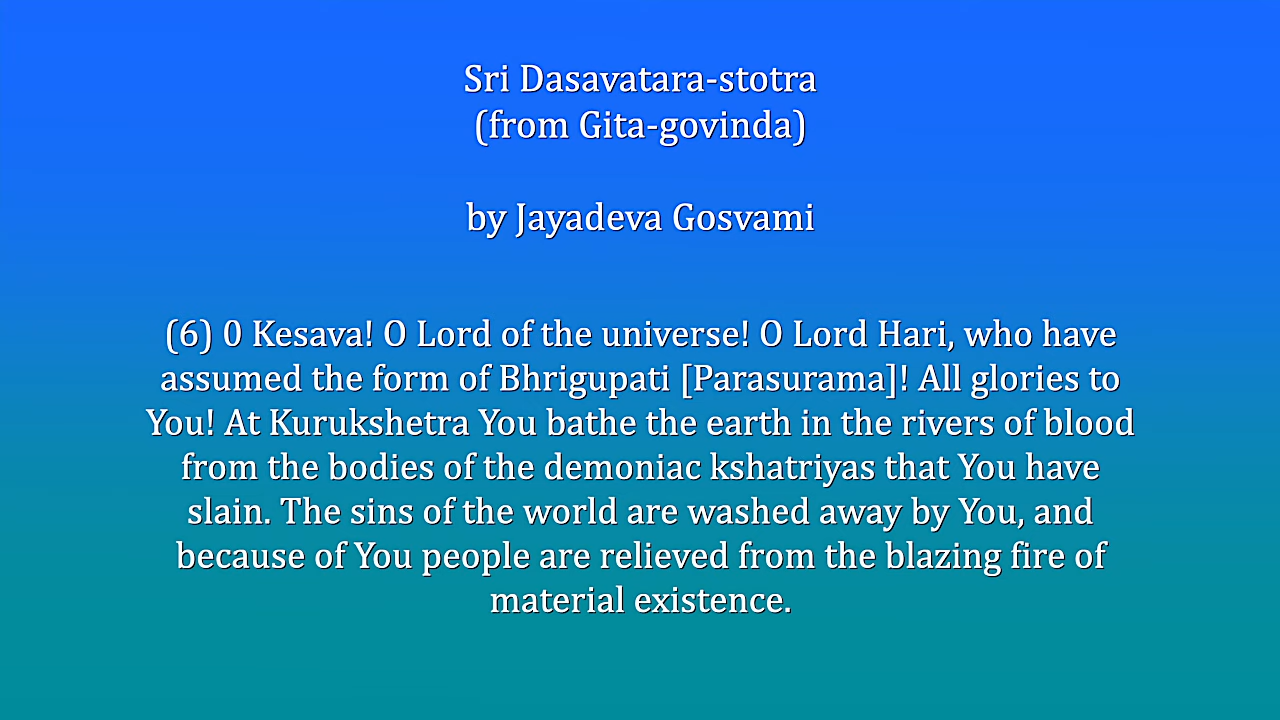 Sri Dasavatara-stotra
(from Gita-govinda)
by Jayadeva Gosvami
(6) 0 Kesava! O Lord of the universe! O Lord Hari, who have
assumed the form of Bhrigupati [Parasurama]! All glories to
You! At Kurukshetra You bathe the earth in the rivers of blood
from the bodies of the demoniac kshatriyas that You have
slain. The sins of the world are washed away by You, and
because of You people are relieved from the blazing fire of
material existence.